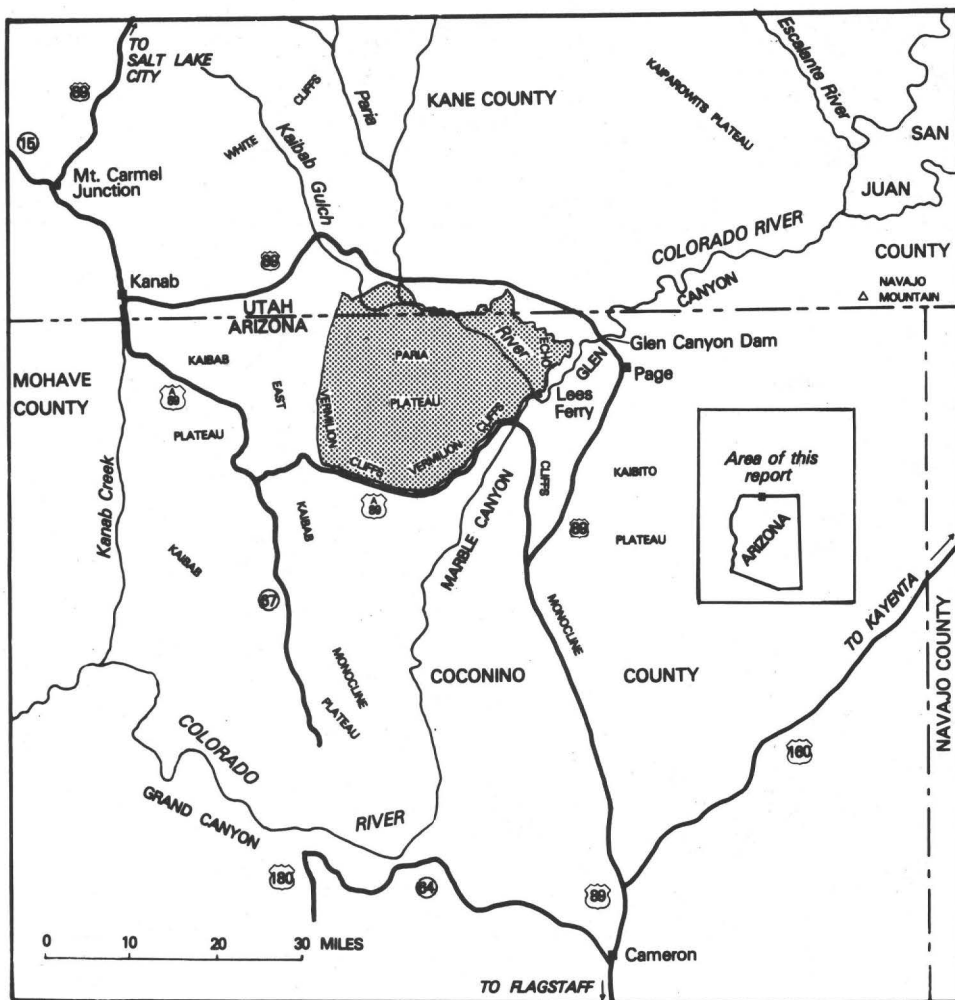 TO
SALT LAKE
CITY
89
15
Mt. Carmel
Junction
WHITE
CLIFFS
Kaibab Gulch
Paria
KANE COUNTY
KAIPAROWITS PLATEAU
Escalante River
SAN
JUAN
COUNTY
COLORADO RIVER
NAVAJO
MOUNTAIN
89
Kanab
UTAH
ARIZONA
CANYON
GLEN
Glen Canyon Dam
Page
River
ECHO
Lees
Ferry
PARIA
PLATEAU
VERMILION
CLIFFS
VERMILION
CLIFFS
MOHAVE
COUNTY
KAIBAB
PLATEAU
EAST
A
89
A
89
KAIBAB
MONOCLINE
Kanab Creek
KAIBAB
PLATEAU
67
MARBLE CANYON
CLIFFS
MONOCLINE
89
KAIBITO
PLATEAU
Area of this
report
ARIZONA
TO KAYENTA
NAVAJO COUNTY
COCONINO
COUNTY
160
COLORADO
RIVER
GRAND CANYON
180
64
89
Cameron
0 10 20 30 MILES
TO FLAGSTAFF